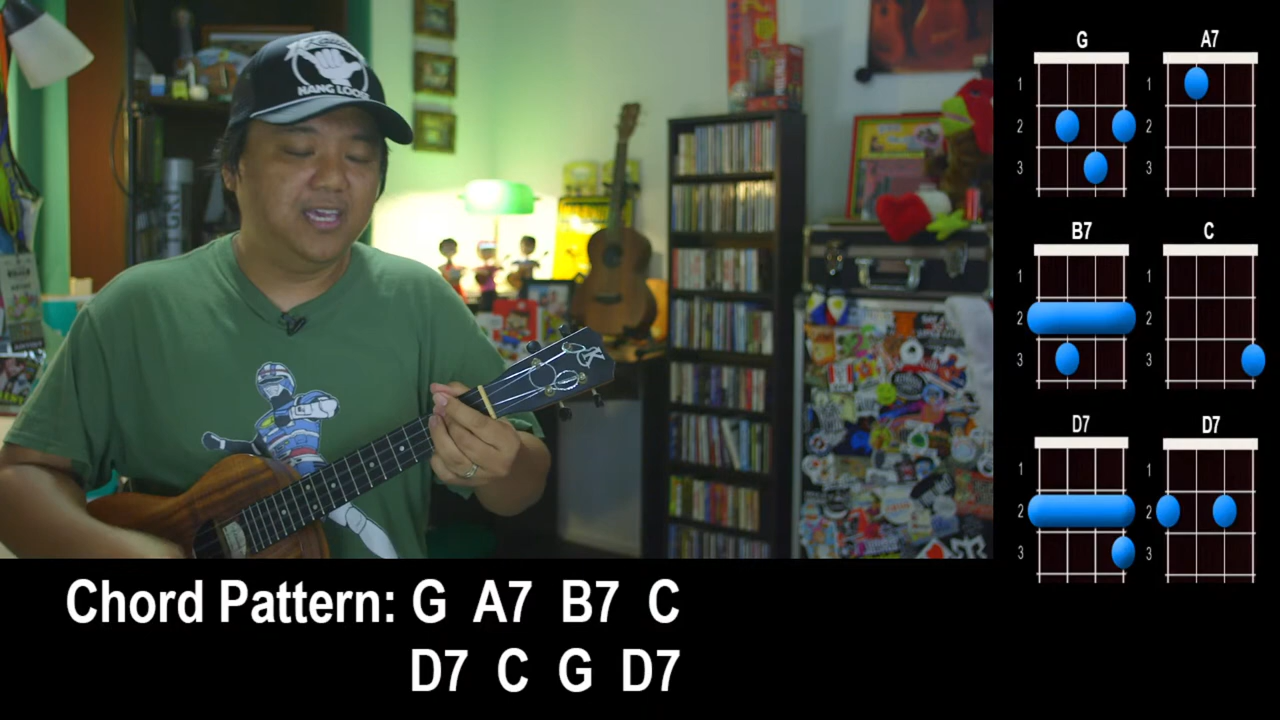 HANG LOOSE
G A7
1 1
2 2
3 3
B7 C
1 1
2 2
3 3
D7 D7
1 1
2 2
3 3
Chord Pattern: G A7 B7 C
D7 C G D7